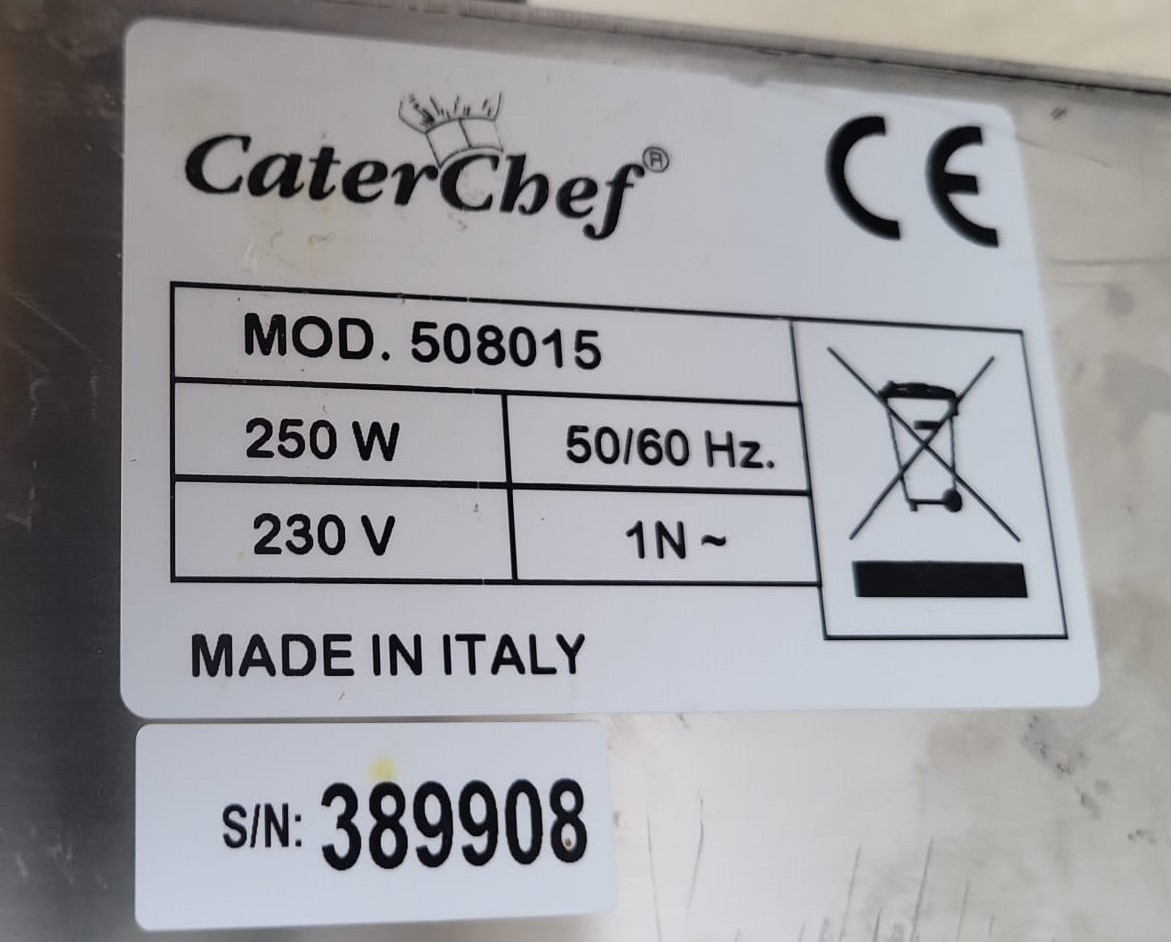 CaterChef®
CE
MOD. 508015
250 W 50/60 Hz.
230 V 1N ~
MADE IN ITALY
S/N: 389908